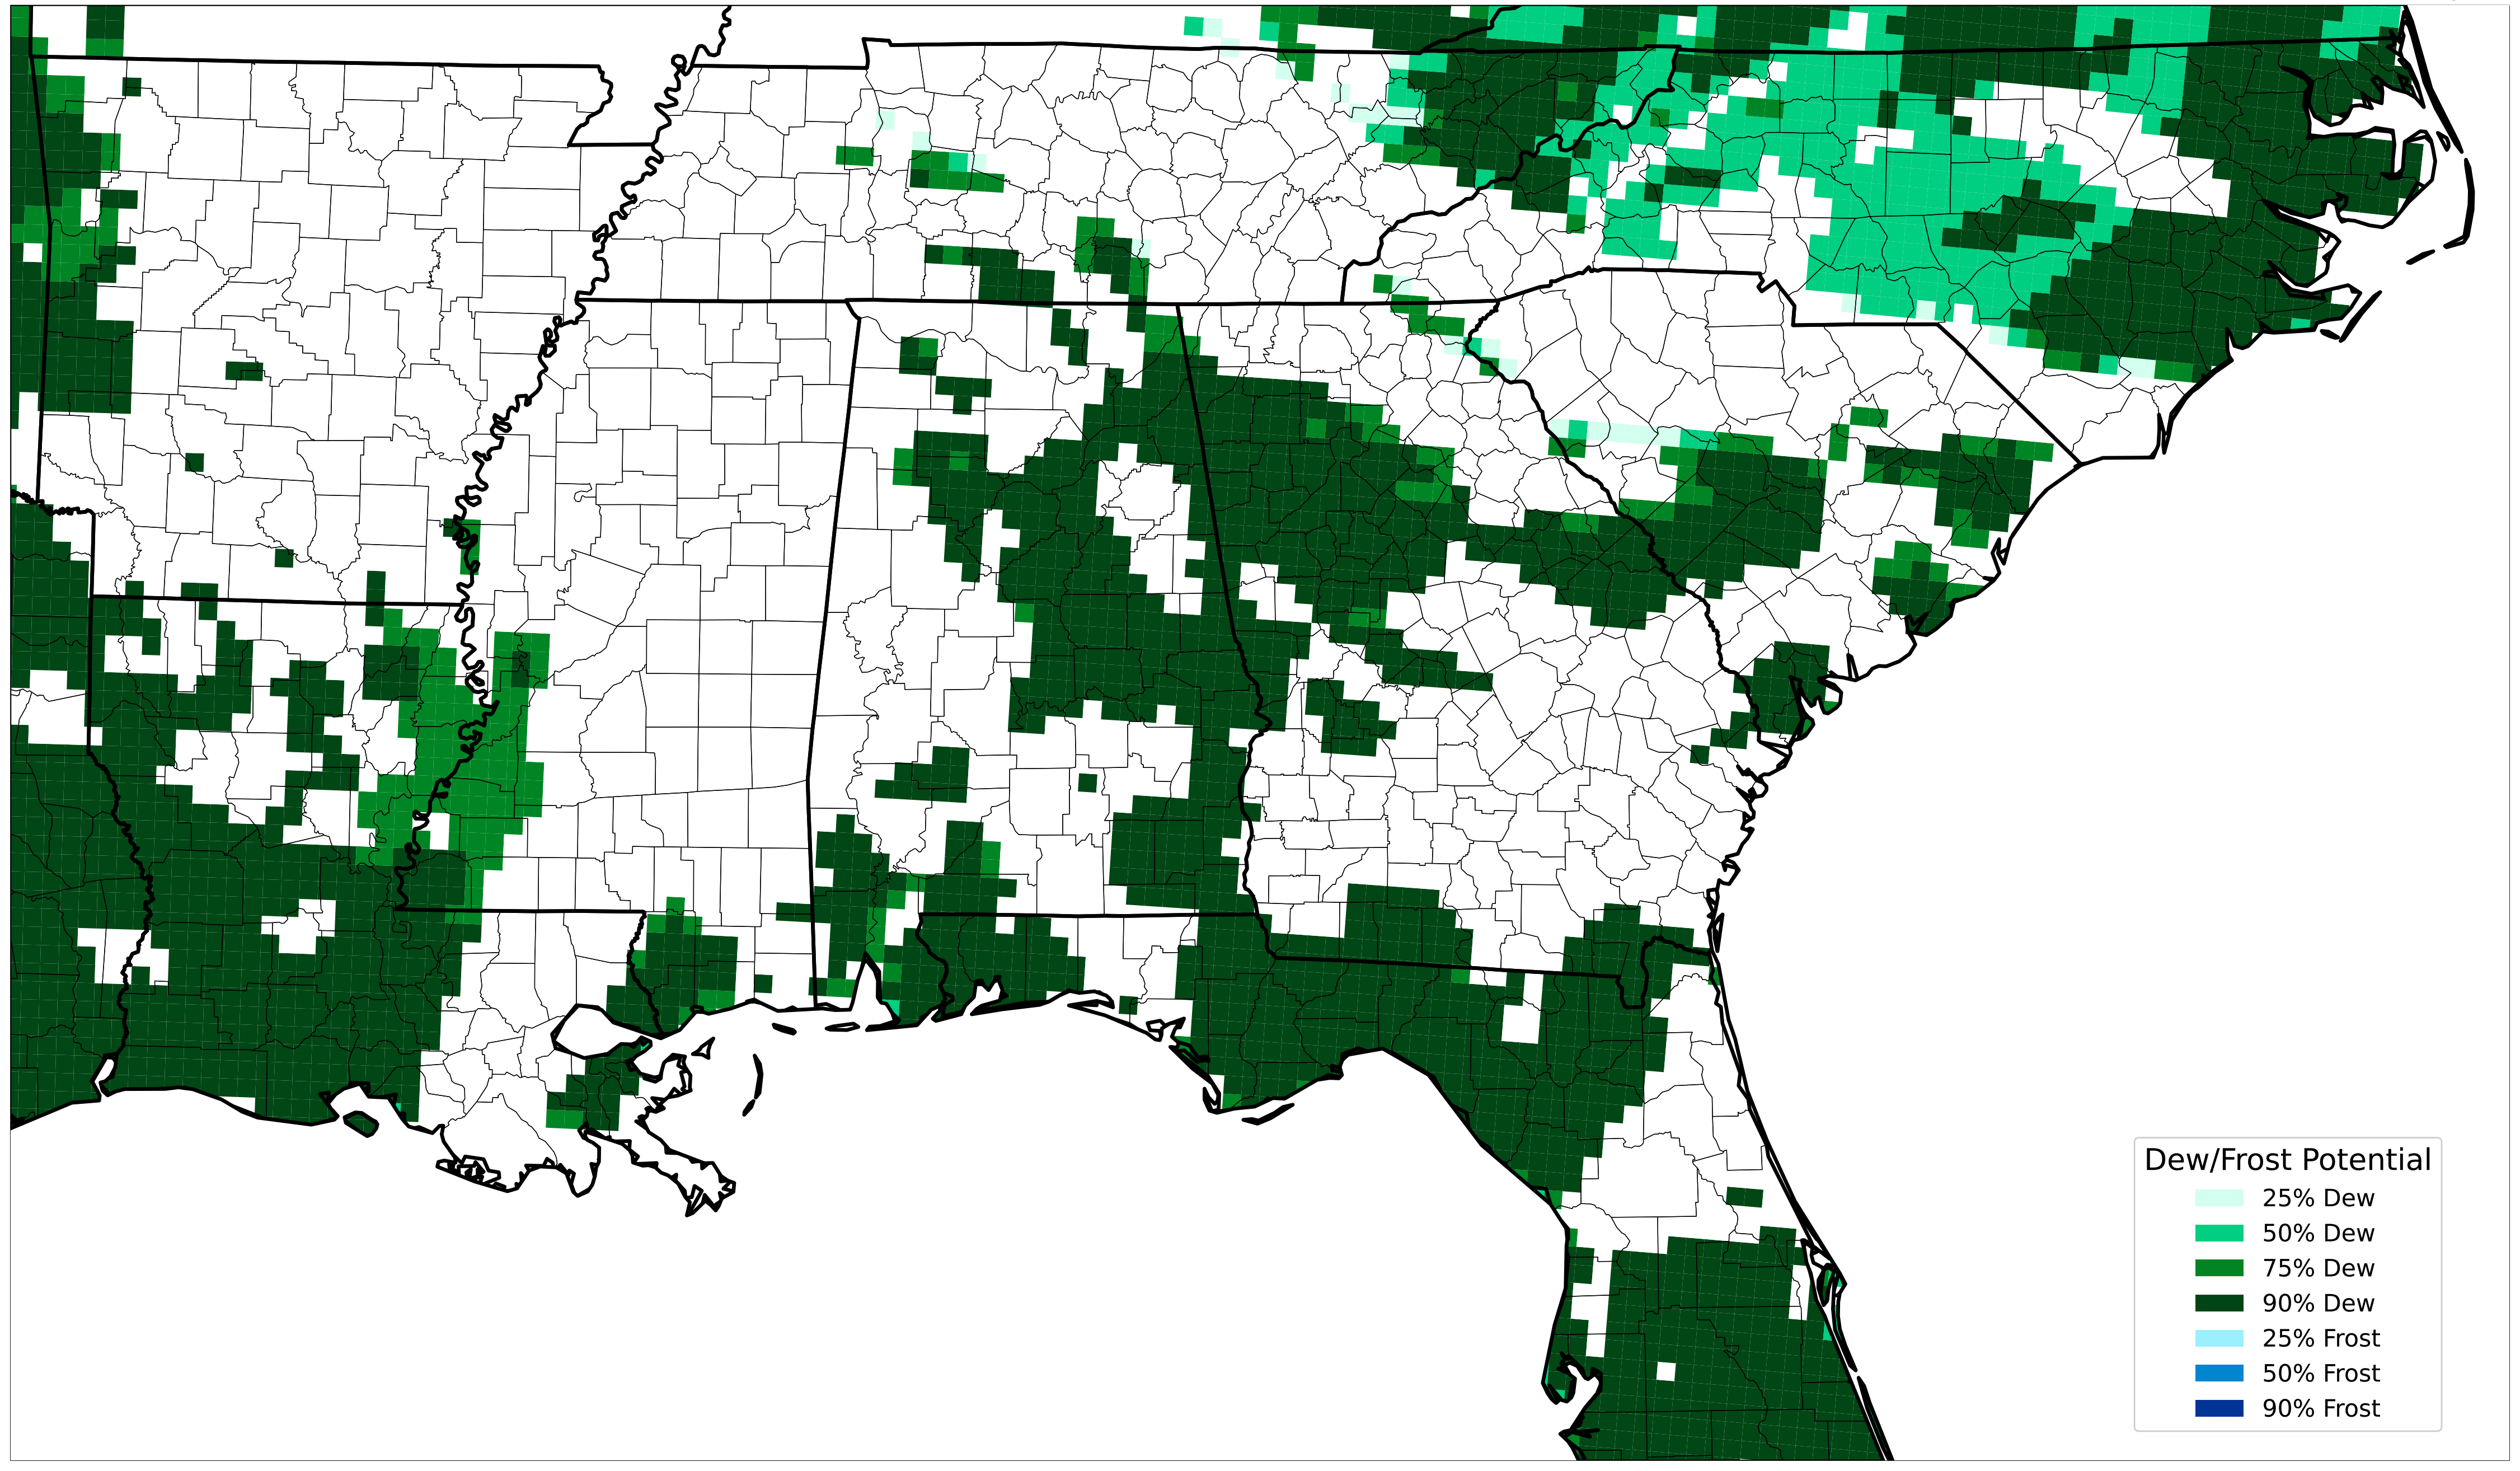 Dew/Frost Potential
25% Dew
50% Dew
75% Dew
90% Dew
25% Frost
50% Frost
90% Frost